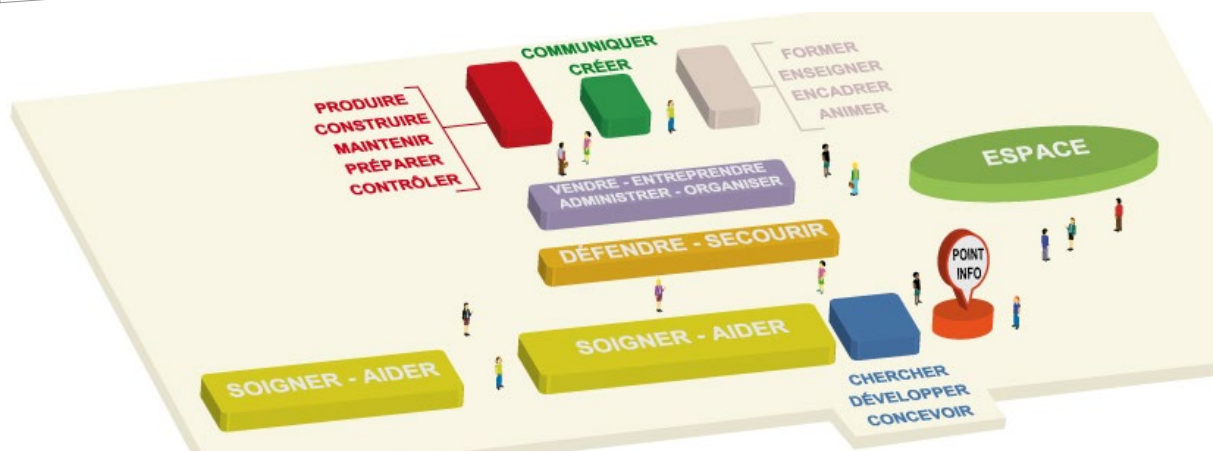 COMMUNIQUER
CRÉER
FORMER
ENSEIGNER
ENCADRER
ANIMER
PRODUIRE
CONSTRUIRE
MAINTENIR
PRÉPARER
CONTRÔLER
ESPACE
VENDRE - ENTREPRENDRE
ADMINISTRER - ORGANISER
DÉFENDRE - SECOURIR
POINT
INFO
SOIGNER - AIDER
SOIGNER - AIDER
CHERCHER
DÉVELOPPER
CONCEVOIR